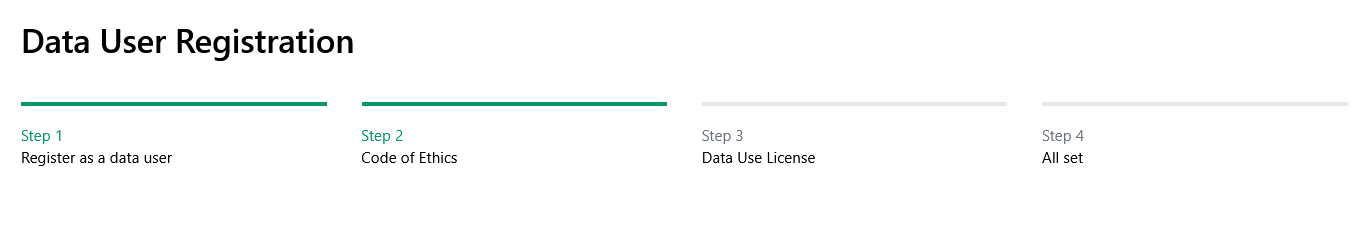 Data User Registration
Step 1
Register as a data user
Step 2
Code of Ethics
Step 3
Data Use License
Step 4
All set